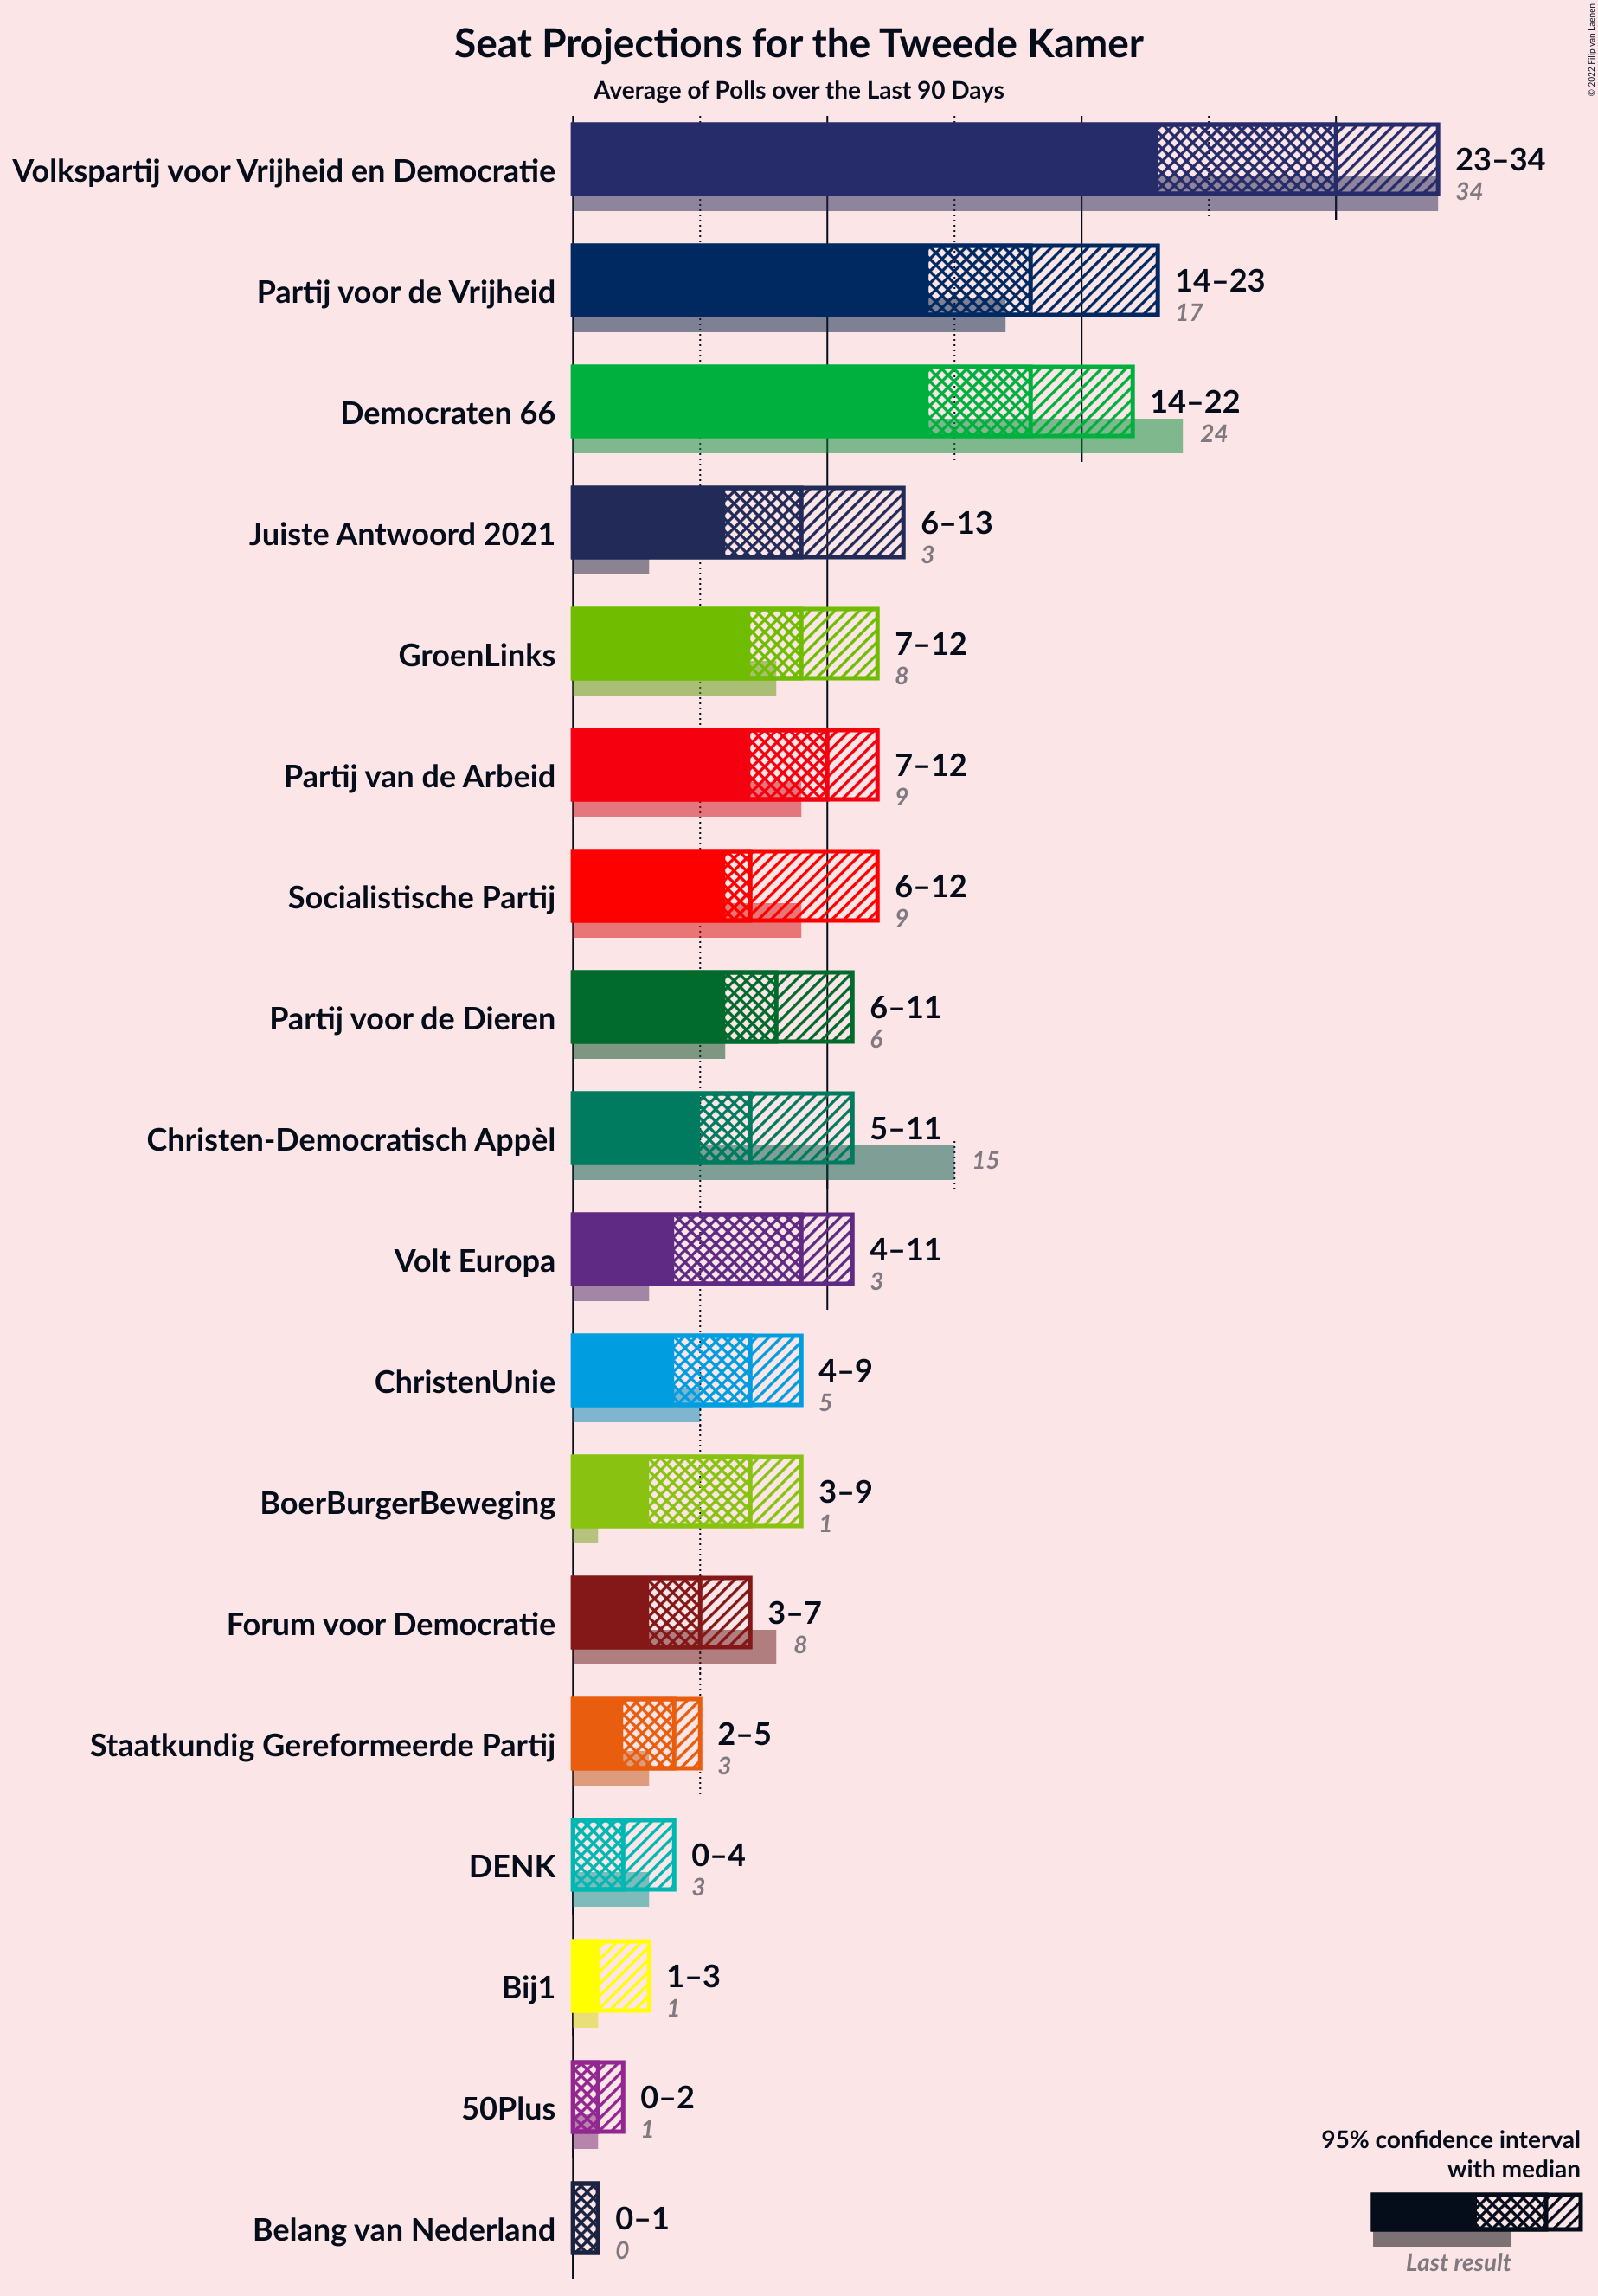 Seat Projections for the Tweede Kamer
Average of Polls over the Last 90 Days
© 2022 Filip van Laenen
Volkspartij voor Vrijheid en Democratie
23–34
34
Partij voor de Vrijheid
14–23
17
Democraten 66
14–22
24
Juiste Antwoord 2021
6–13
3
GroenLinks
7–12
8
Partij van de Arbeid
7–12
9
Socialistische Partij
6–12
9
Partij voor de Dieren
6–11
6
Christen-Democratisch Appèl
5–11
15
Volt Europa
4–11
3
ChristenUnie
4–9
5
BoerBurgerBeweging
3–9
1
Forum voor Democratie
3–7
8
Staatkundig Gereformeerde Partij
2–5
3
DENK
0–4
3
Bij1
1–3
1
50Plus
0–2
1
Belang van Nederland
0–1
0
95% confidence interval
with median
Last result